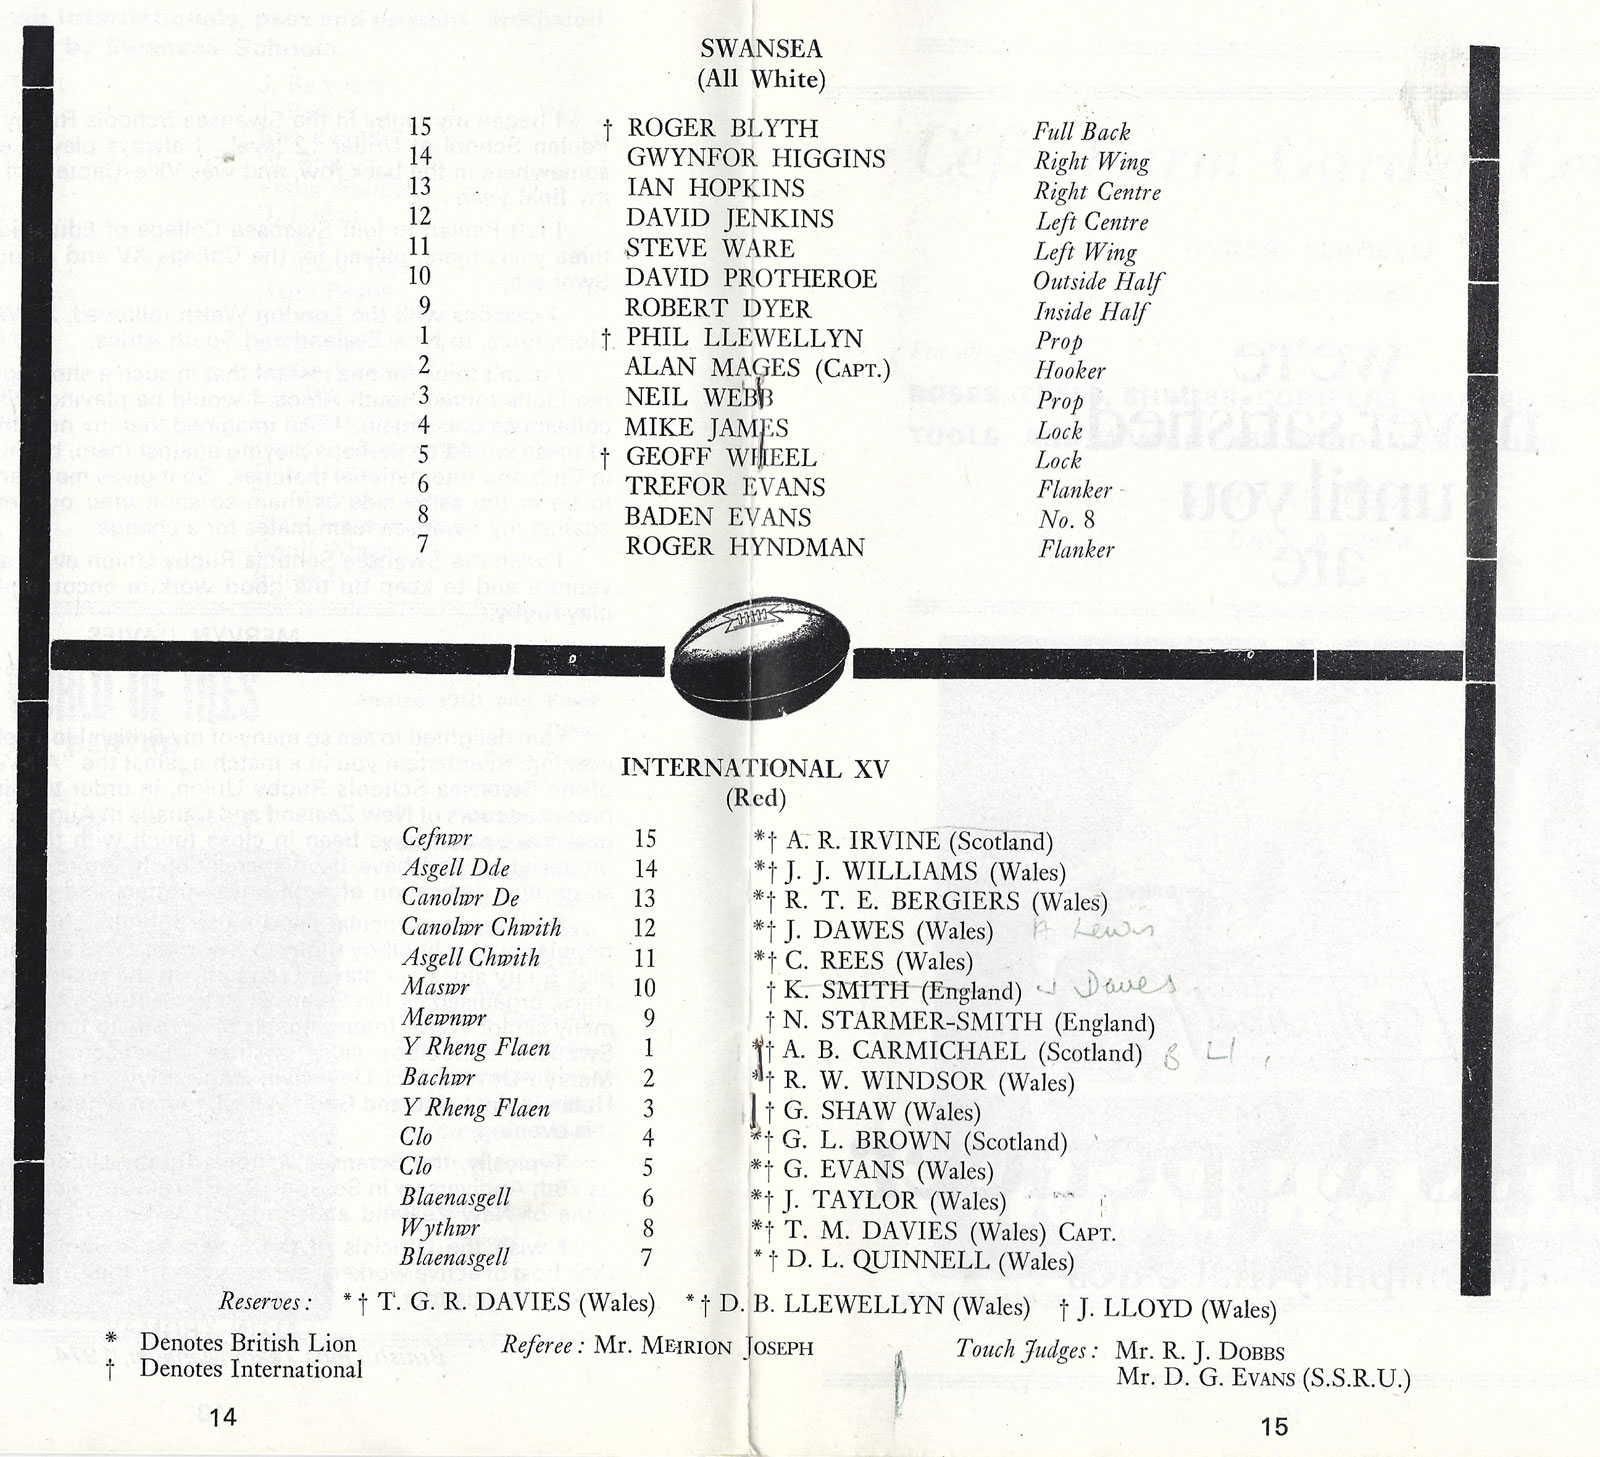 SWANSEA
(All White)
15 † ROGER BLYTH Full Back
14 GWYNFOR HIGGINS Right Wing
13 IAN HOPKINS Right Centre
12 DAVID JENKINS Left Centre
11 STEVE WARE Left Wing
10 DAVID PROTHEROE Outside Half
9 ROBERT DYER Inside Half
1 † PHIL LLEWELLYN Prop
2 ALAN MAGES (CAPT.) Hooker
3 NEIL WEBB Prop
4 MIKE JAMES Lock
5 † GEOFF WHEEL Lock
6 TREFOR EVANS Flanker
8 BADEN EVANS No. 8
7 ROGER HYNDMAN Flanker
INTERNATIONAL XV
(Red)
Cefnwr 15 *† A. R. IRVINE (Scotland)
Asgell Dde 14 *† J. J. WILLIAMS (Wales)
Canolwr De 13 *† R. T. E. BERGIERS (Wales)
Canolwr Chwith 12 *† J. DAWES (Wales) A Lewis
Asgell Chwith 11 *† C. REES (Wales)
Maswr 10 † K. SMITH (England) J Dawes
Mewnwr 9 † N. STARMER-SMITH (England)
Y Rheng Flaen 1 *† A. B. CARMICHAEL (Scotland)
Bachwr 2 *† R. W. WINDSOR (Wales)
Y Rheng Flaen 3 † G. SHAW (Wales)
Clo 4 *† G. L. BROWN (Scotland)
Clo 5 *† G. EVANS (Wales)
Blaenasgell 6 *† J. TAYLOR (Wales)
Wythwr 8 *† T. M. DAVIES (Wales) CAPT.
Blaenasgell 7 *† D. L. QUINNELL (Wales)
Reserves: *† T. G. R. DAVIES (Wales) *† D. B. LLEWELLYN (Wales) † J. LLOYD (Wales)
* Denotes British Lion Referee: Mr. MEIRION JOSEPH Touch Judges: Mr. R. J. DOBBS
† Denotes International Mr. D. G. EVANS (S.S.R.U.)
14 15